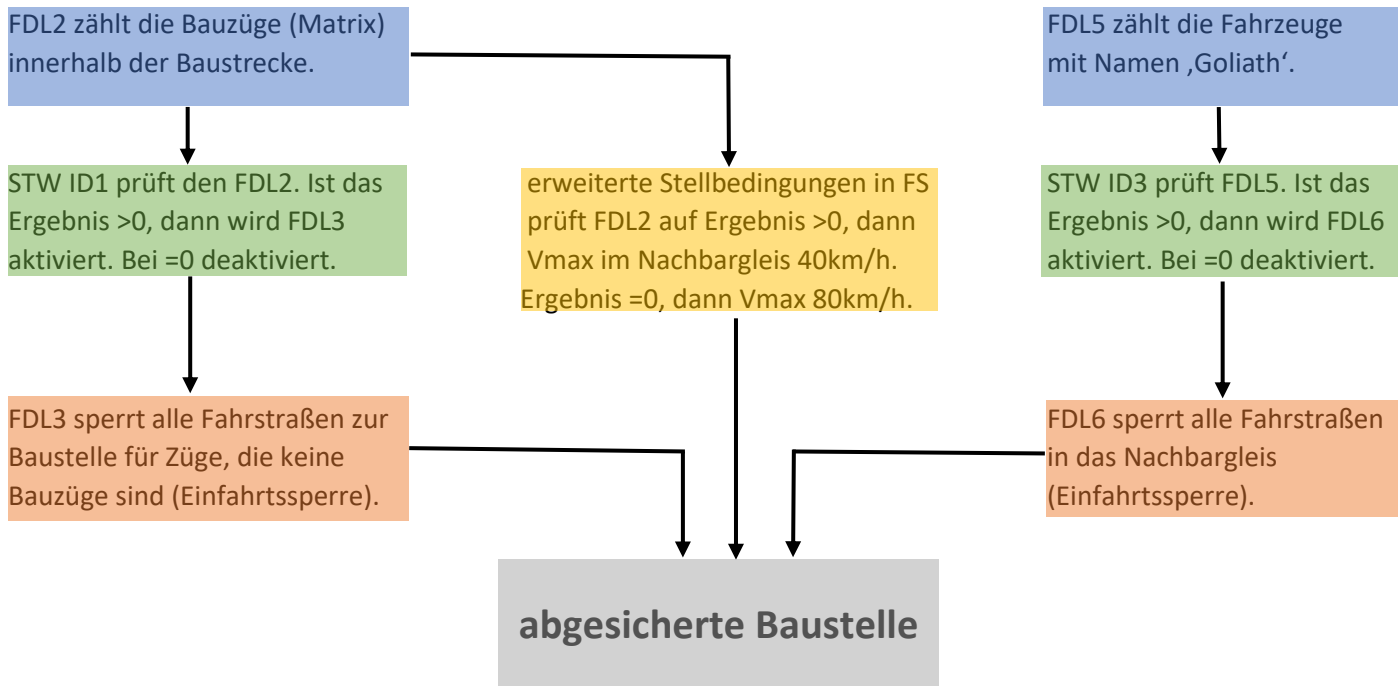 FDL2 zählt die Bauzüge (Matrix)
innerhalb der Baustrecke.
FDL5 zählt die Fahrzeuge
mit Namen ‚Goliath‘.
STW ID1 prüft den FDL2. Ist das
Ergebnis >0, dann wird FDL3
aktiviert. Bei =0 deaktiviert.
erweiterte Stellbedingungen in FS
prüft FDL2 auf Ergebnis >0, dann
Vmax im Nachbargleis 40km/h.
Ergebnis =0, dann Vmax 80km/h.
STW ID3 prüft FDL5. Ist das
Ergebnis >0, dann wird FDL6
aktiviert. Bei =0 deaktiviert.
FDL3 sperrt alle Fahrstraßen zur
Baustelle für Züge, die keine
Bauzüge sind (Einfahrtssperre).
FDL6 sperrt alle Fahrstraßen
in das Nachbargleis
(Einfahrtssperre).
abgesicherte Baustelle